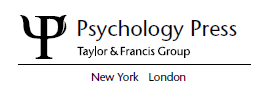 Psychology Press
Taylor & Francis Group
New York London